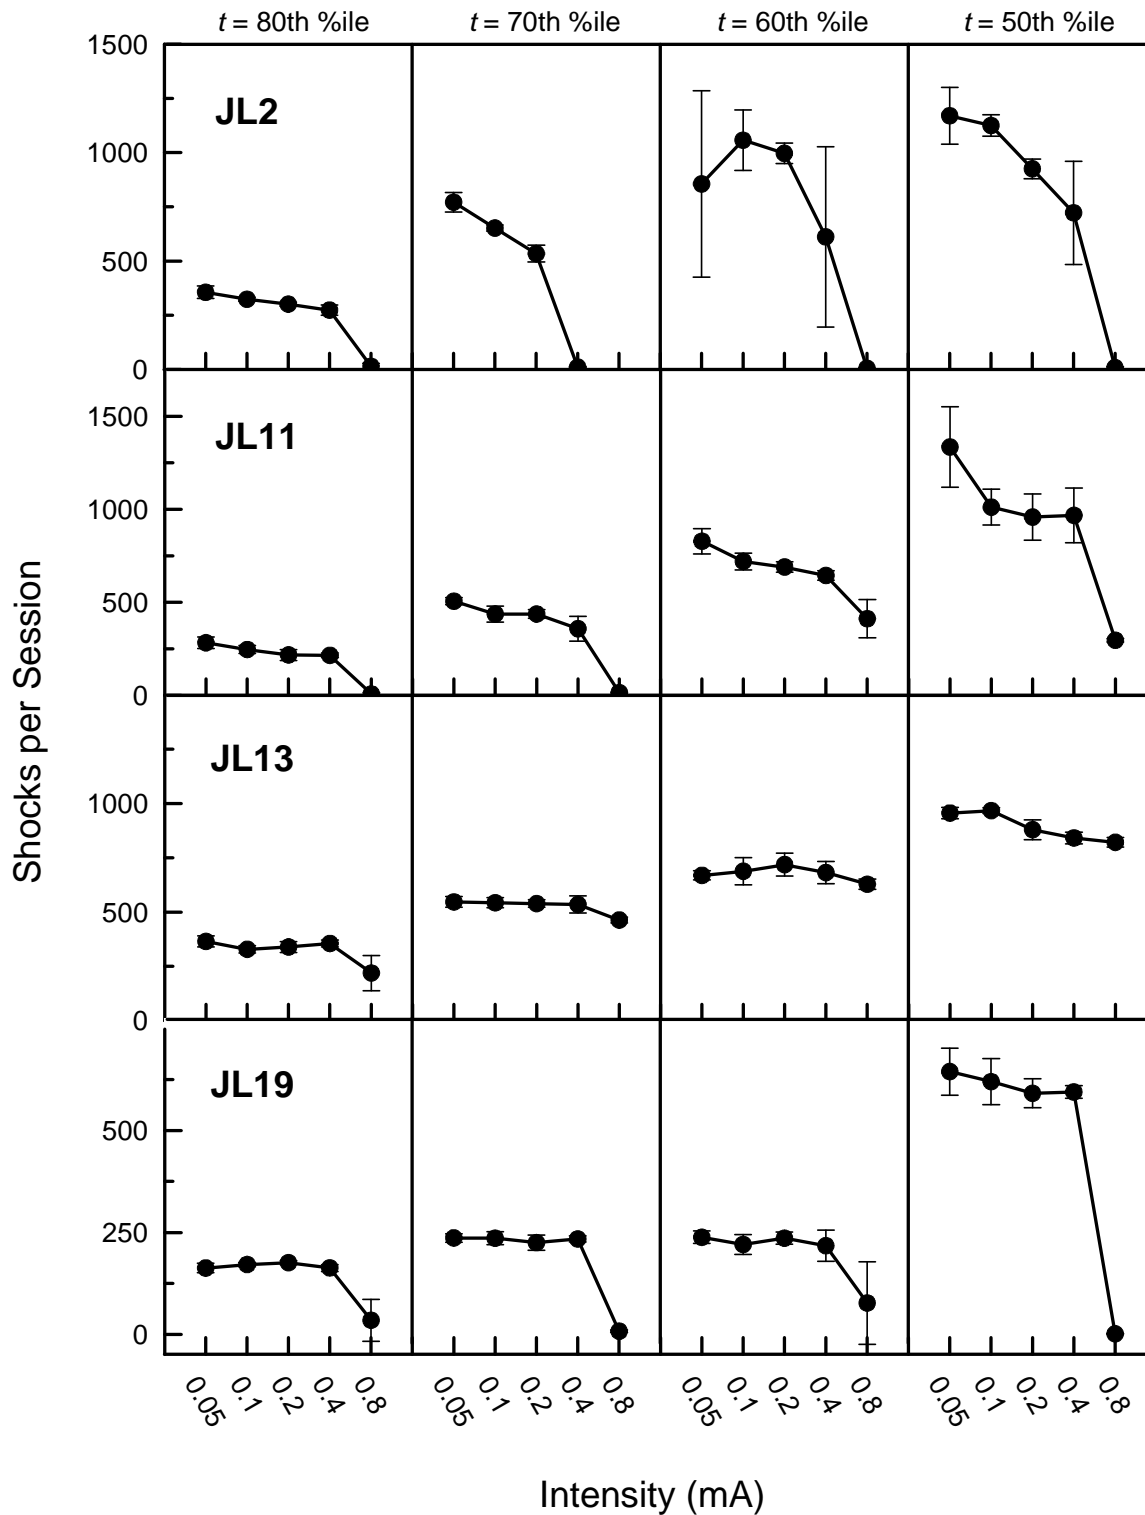 t = 80th %ile t = 70th %ile t = 60th %ile t = 50th %ile
1500
JL2
1000
500
0
1500
JL11
1000
500
0
JL13
1000
500
0
JL19
500
250
0
Shocks per Session
0.05 0.1 0.2 0.4 0.8 0.05 0.1 0.2 0.4 0.8 0.05 0.1 0.2 0.4 0.8 0.05 0.1 0.2 0.4 0.8
Intensity (mA)